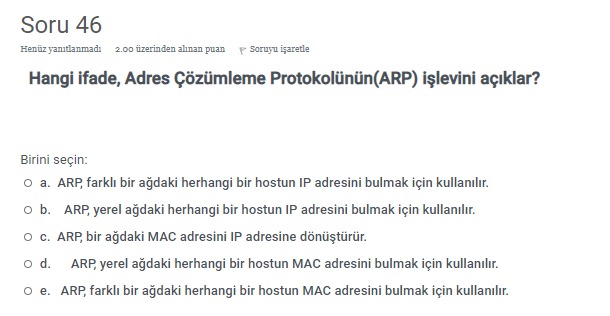 Soru 46
Henüz yanıtlanmadı 2.00 üzerinden alınan puan Soruyu işaretle
Hangi ifade, Adres Çözümleme Protokolünün(ARP) işlevini açıklar?
Birini seçin:
a. ARP, farklı bir ağdaki herhangi bir hostun IP adresini bulmak için kullanılır.
b. ARP, yerel ağdaki herhangi bir hostun IP adresini bulmak için kullanılır.
c. ARP, bir ağdaki MAC adresini IP adresine dönüştürür.
d. ARP, yerel ağdaki herhangi bir hostun MAC adresini bulmak için kullanılır.
e. ARP, farklı bir ağdaki herhangi bir hostun MAC adresini bulmak için kullanılır.